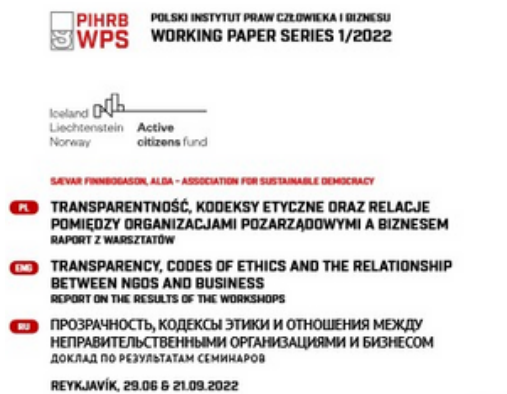 PIHRB
WPS
POLSKI INSTYTUT PRAW CZŁOWIEKA I BIZNESU
WORKING PAPER SERIES 1/2022
Iceland
Liechtenstein
Norway
Active
citizens fund
SÆVAR FINNBOGASON, ALDA – ASSOCIATION FOR SUSTAINABLE DEMOCRACY
PL
TRANSPARENTNOŚĆ, KODEKSY ETYCZNE ORAZ RELACJE
POMIĘDZY ORGANIZACJAMI POZARZĄDOWYMI A BIZNESEM
RAPORT Z WARSZTATÓW
ENG
TRANSPARENCY, CODES OF ETHICS AND THE RELATIONSHIP
BETWEEN NGOS AND BUSINESS
REPORT ON THE RESULTS OF THE WORKSHOPS
RU
ПРОЗРАЧНОСТЬ, КОДЕКСЫ ЭТИКИ И ОТНОШЕНИЯ МЕЖДУ
НЕПРАВИТЕЛЬСТВЕННЫМИ ОРГАНИЗАЦИЯМИ И БИЗНЕСОМ
ДОКЛАД ПО РЕЗУЛЬТАТАМ СЕМИНАРОВ
REYKJAVÍK, 29.06 & 21.09.2022